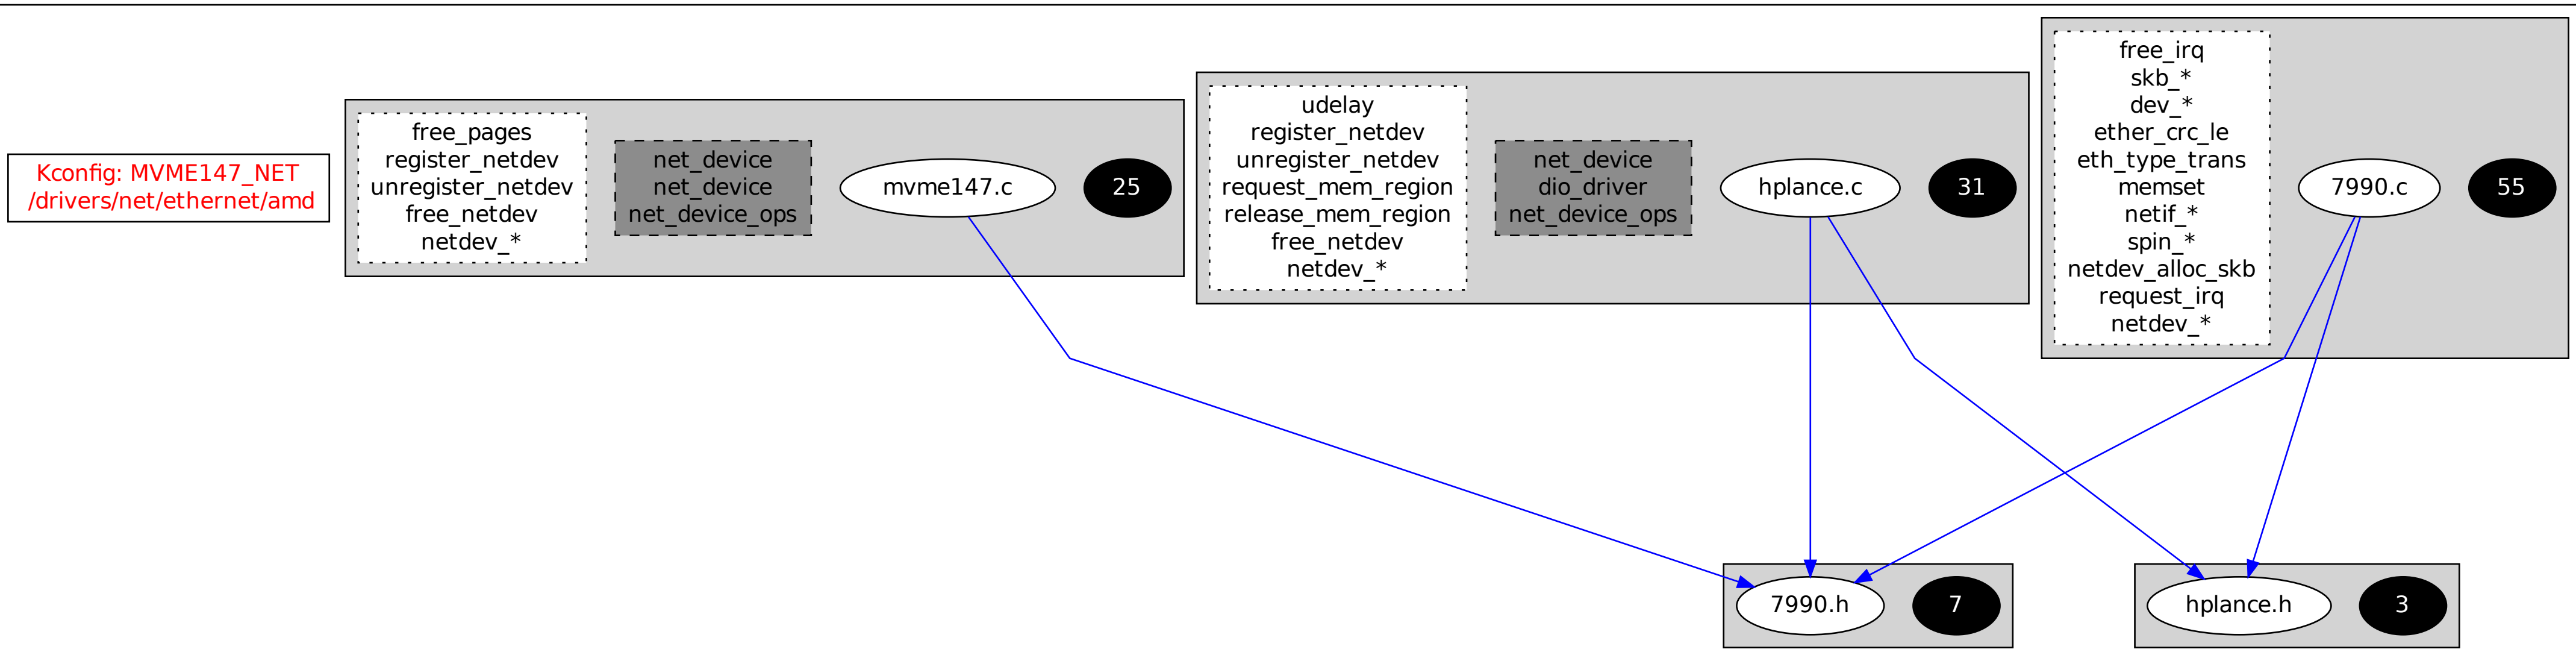 Kconfig: MVME147_NET
/drivers/net/ethernet/amd
free_pages
register_netdev
unregister_netdev
free_netdev
netdev_*
net_device
net_device
net_device_ops
mvme147.c
25
udelay
register_netdev
unregister_netdev
request_mem_region
release_mem_region
free_netdev
netdev_*
net_device
dio_driver
net_device_ops
hplance.c
31
free_irq
skb_*
dev_*
ether_crc_le
eth_type_trans
memset
netif_*
spin_*
netdev_alloc_skb
request_irq
netdev_*
7990.c
55
7990.h
7
hplance.h
3